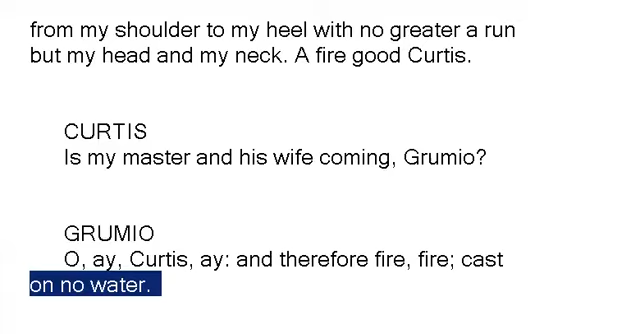 from my shoulder to my heel with no greater a run
but my head and my neck. A fire good Curtis.
CURTIS
Is my master and his wife coming, Grumio?
GRUMIO
O, ay, Curtis, ay: and therefore fire, fire; cast
on no water.